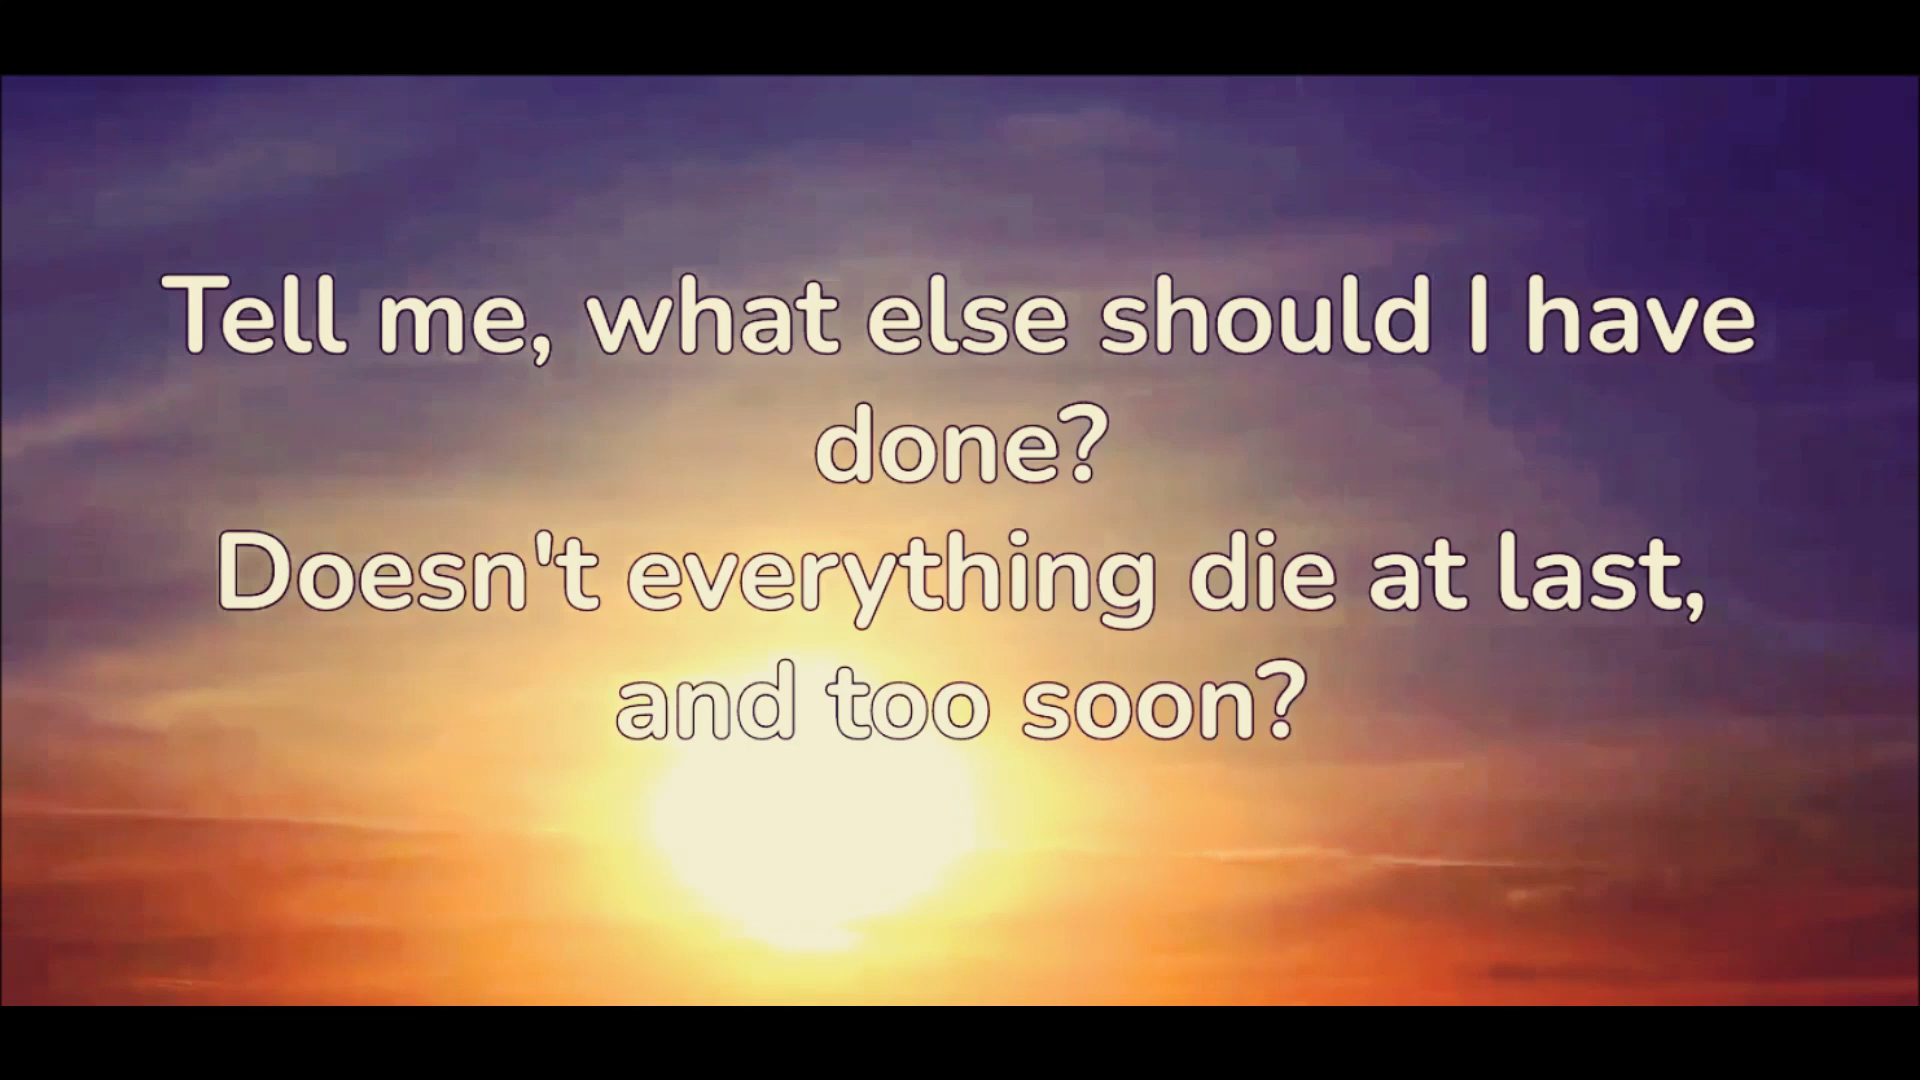 Tell me, what else should I have
done?
Doesn't everything die at last,
and too soon?